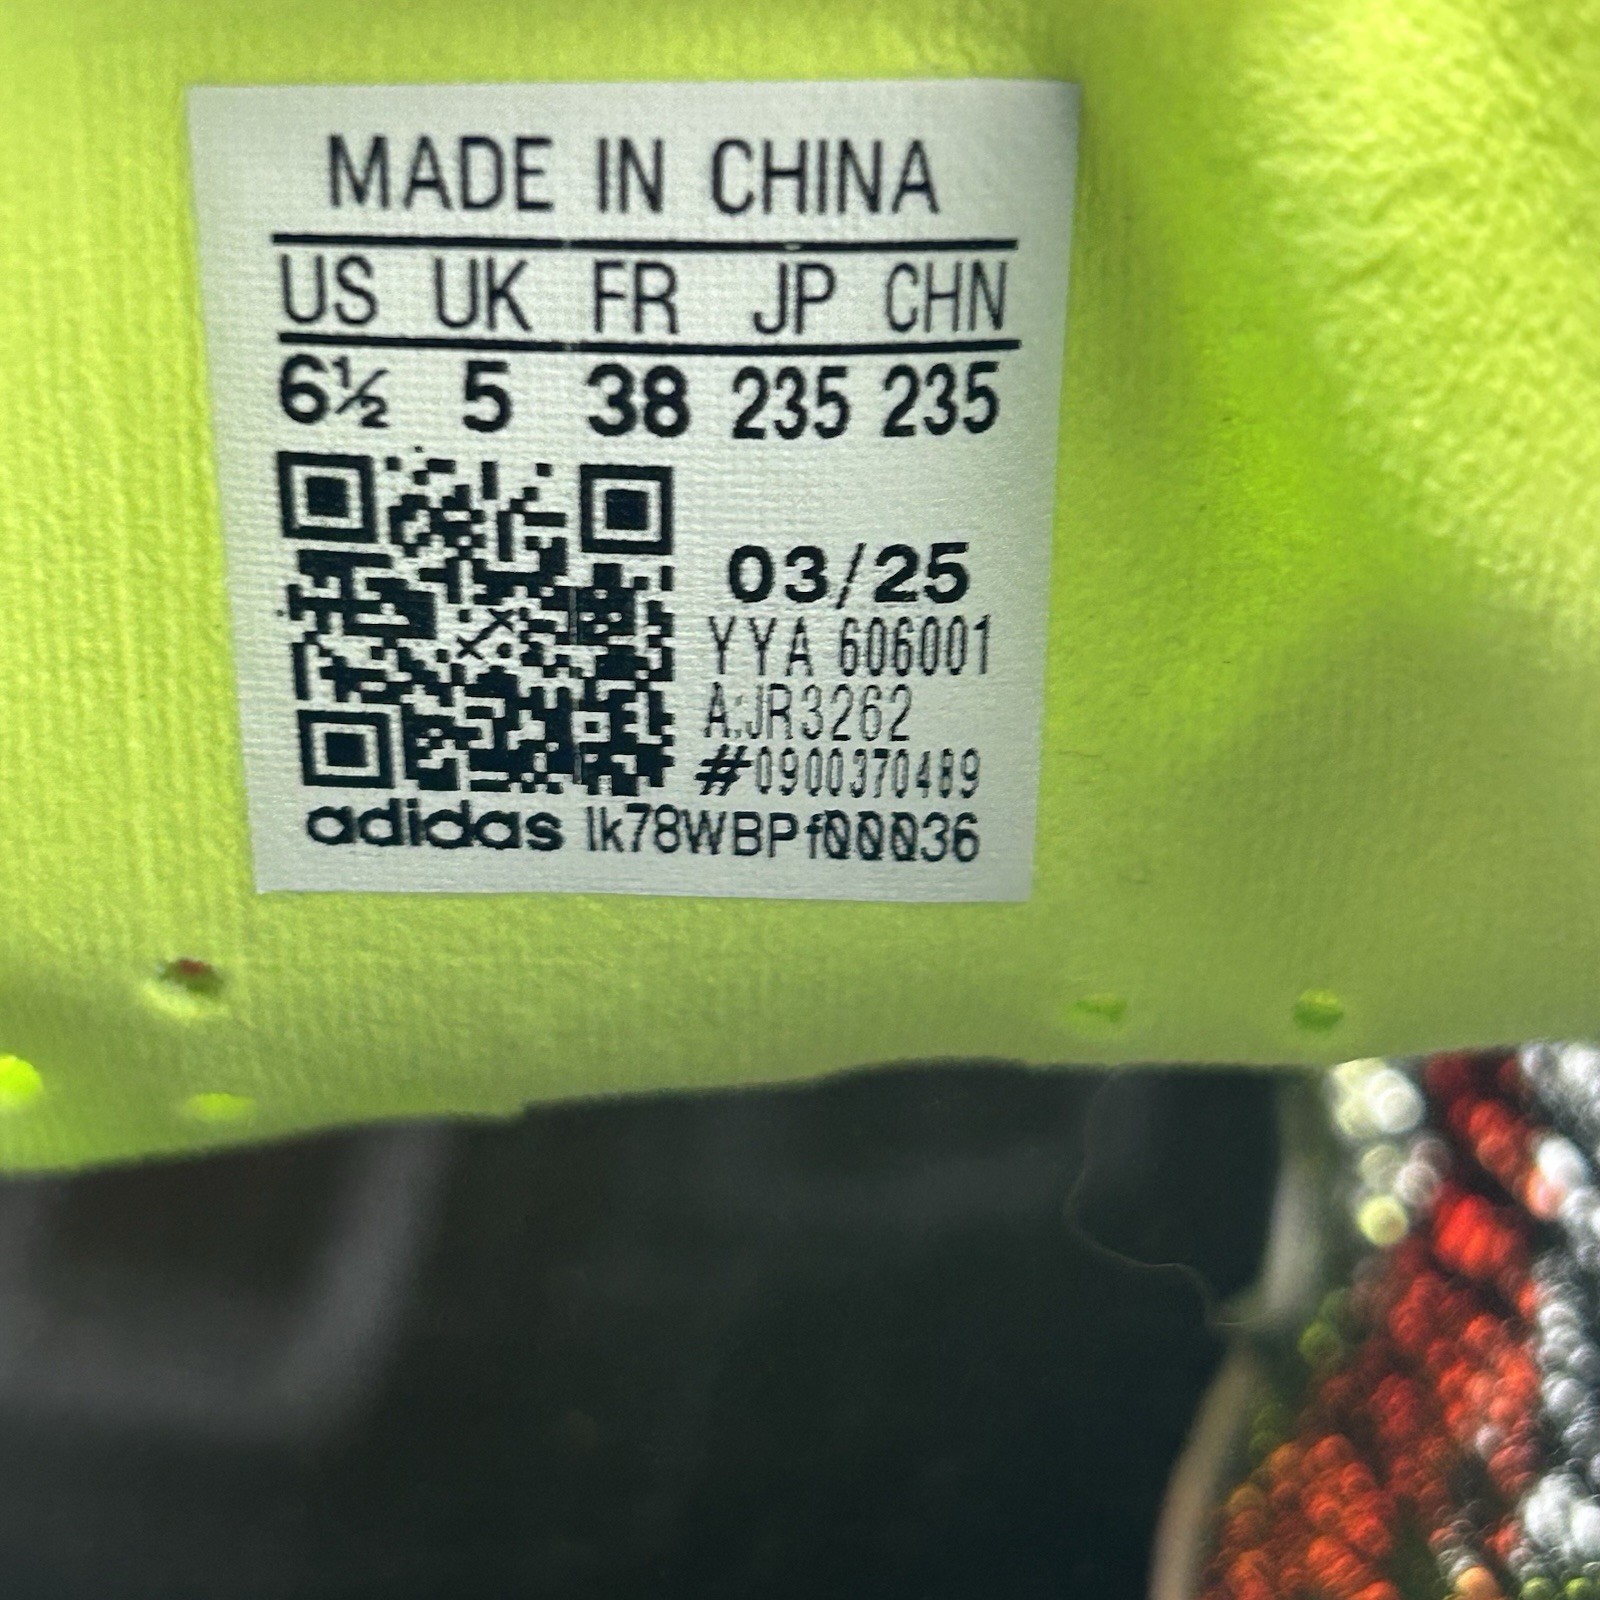 MADE IN CHINA
US UK FR JP CHN
6½ 5 38 235 235
03/25
YYA 606001
A:JR3262
#0900370489
adidas lk78WBPf00036